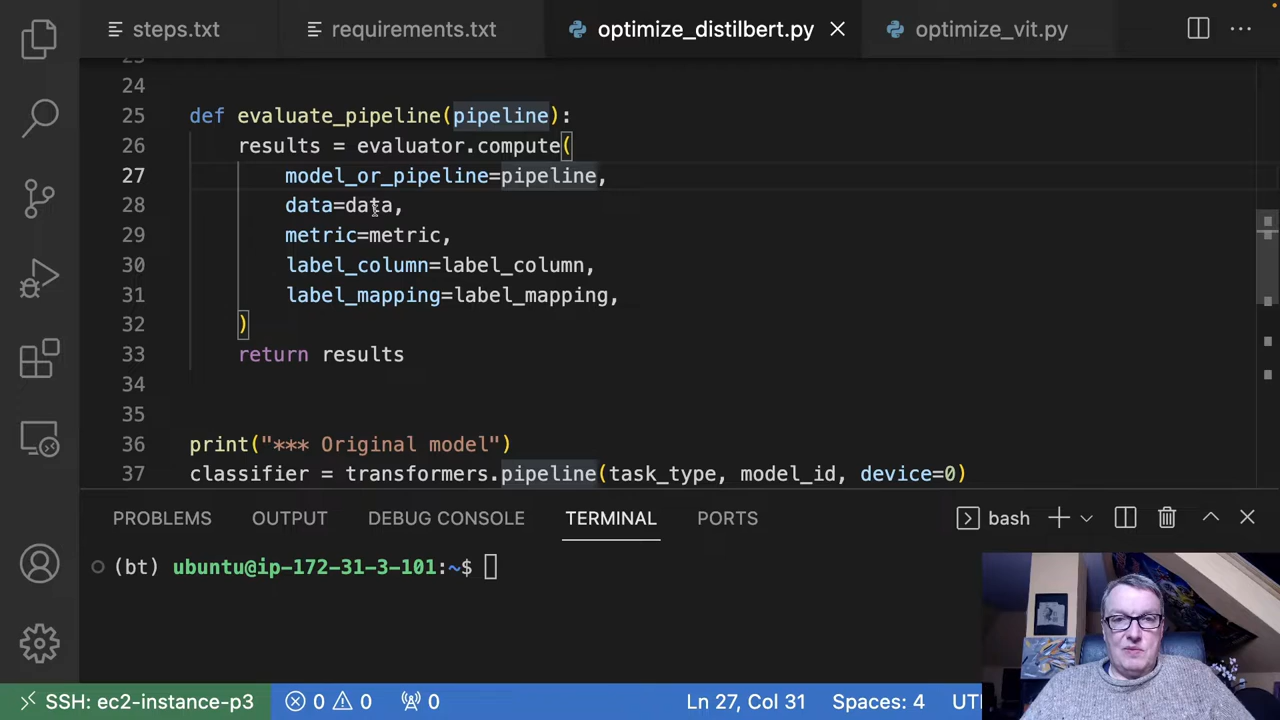 steps.txt
requirements.txt
optimize_distilbert.py
optimize_vit.py
24
25 def evaluate_pipeline(pipeline):
26 results = evaluator.compute(
27 model_or_pipeline=pipeline,
28 data=data,
29 metric=metric,
30 label_column=label_column,
31 label_mapping=label_mapping,
32 )
33 return results
34
35
36 print("*** Original model")
37 classifier = transformers.pipeline(task_type, model_id, device=0)
PROBLEMS OUTPUT DEBUG CONSOLE TERMINAL PORTS bash
(bt) ubuntu@ip-172-31-3-101:~$
SSH: ec2-instance-p3 0 0 0 Ln 27, Col 31 Spaces: 4